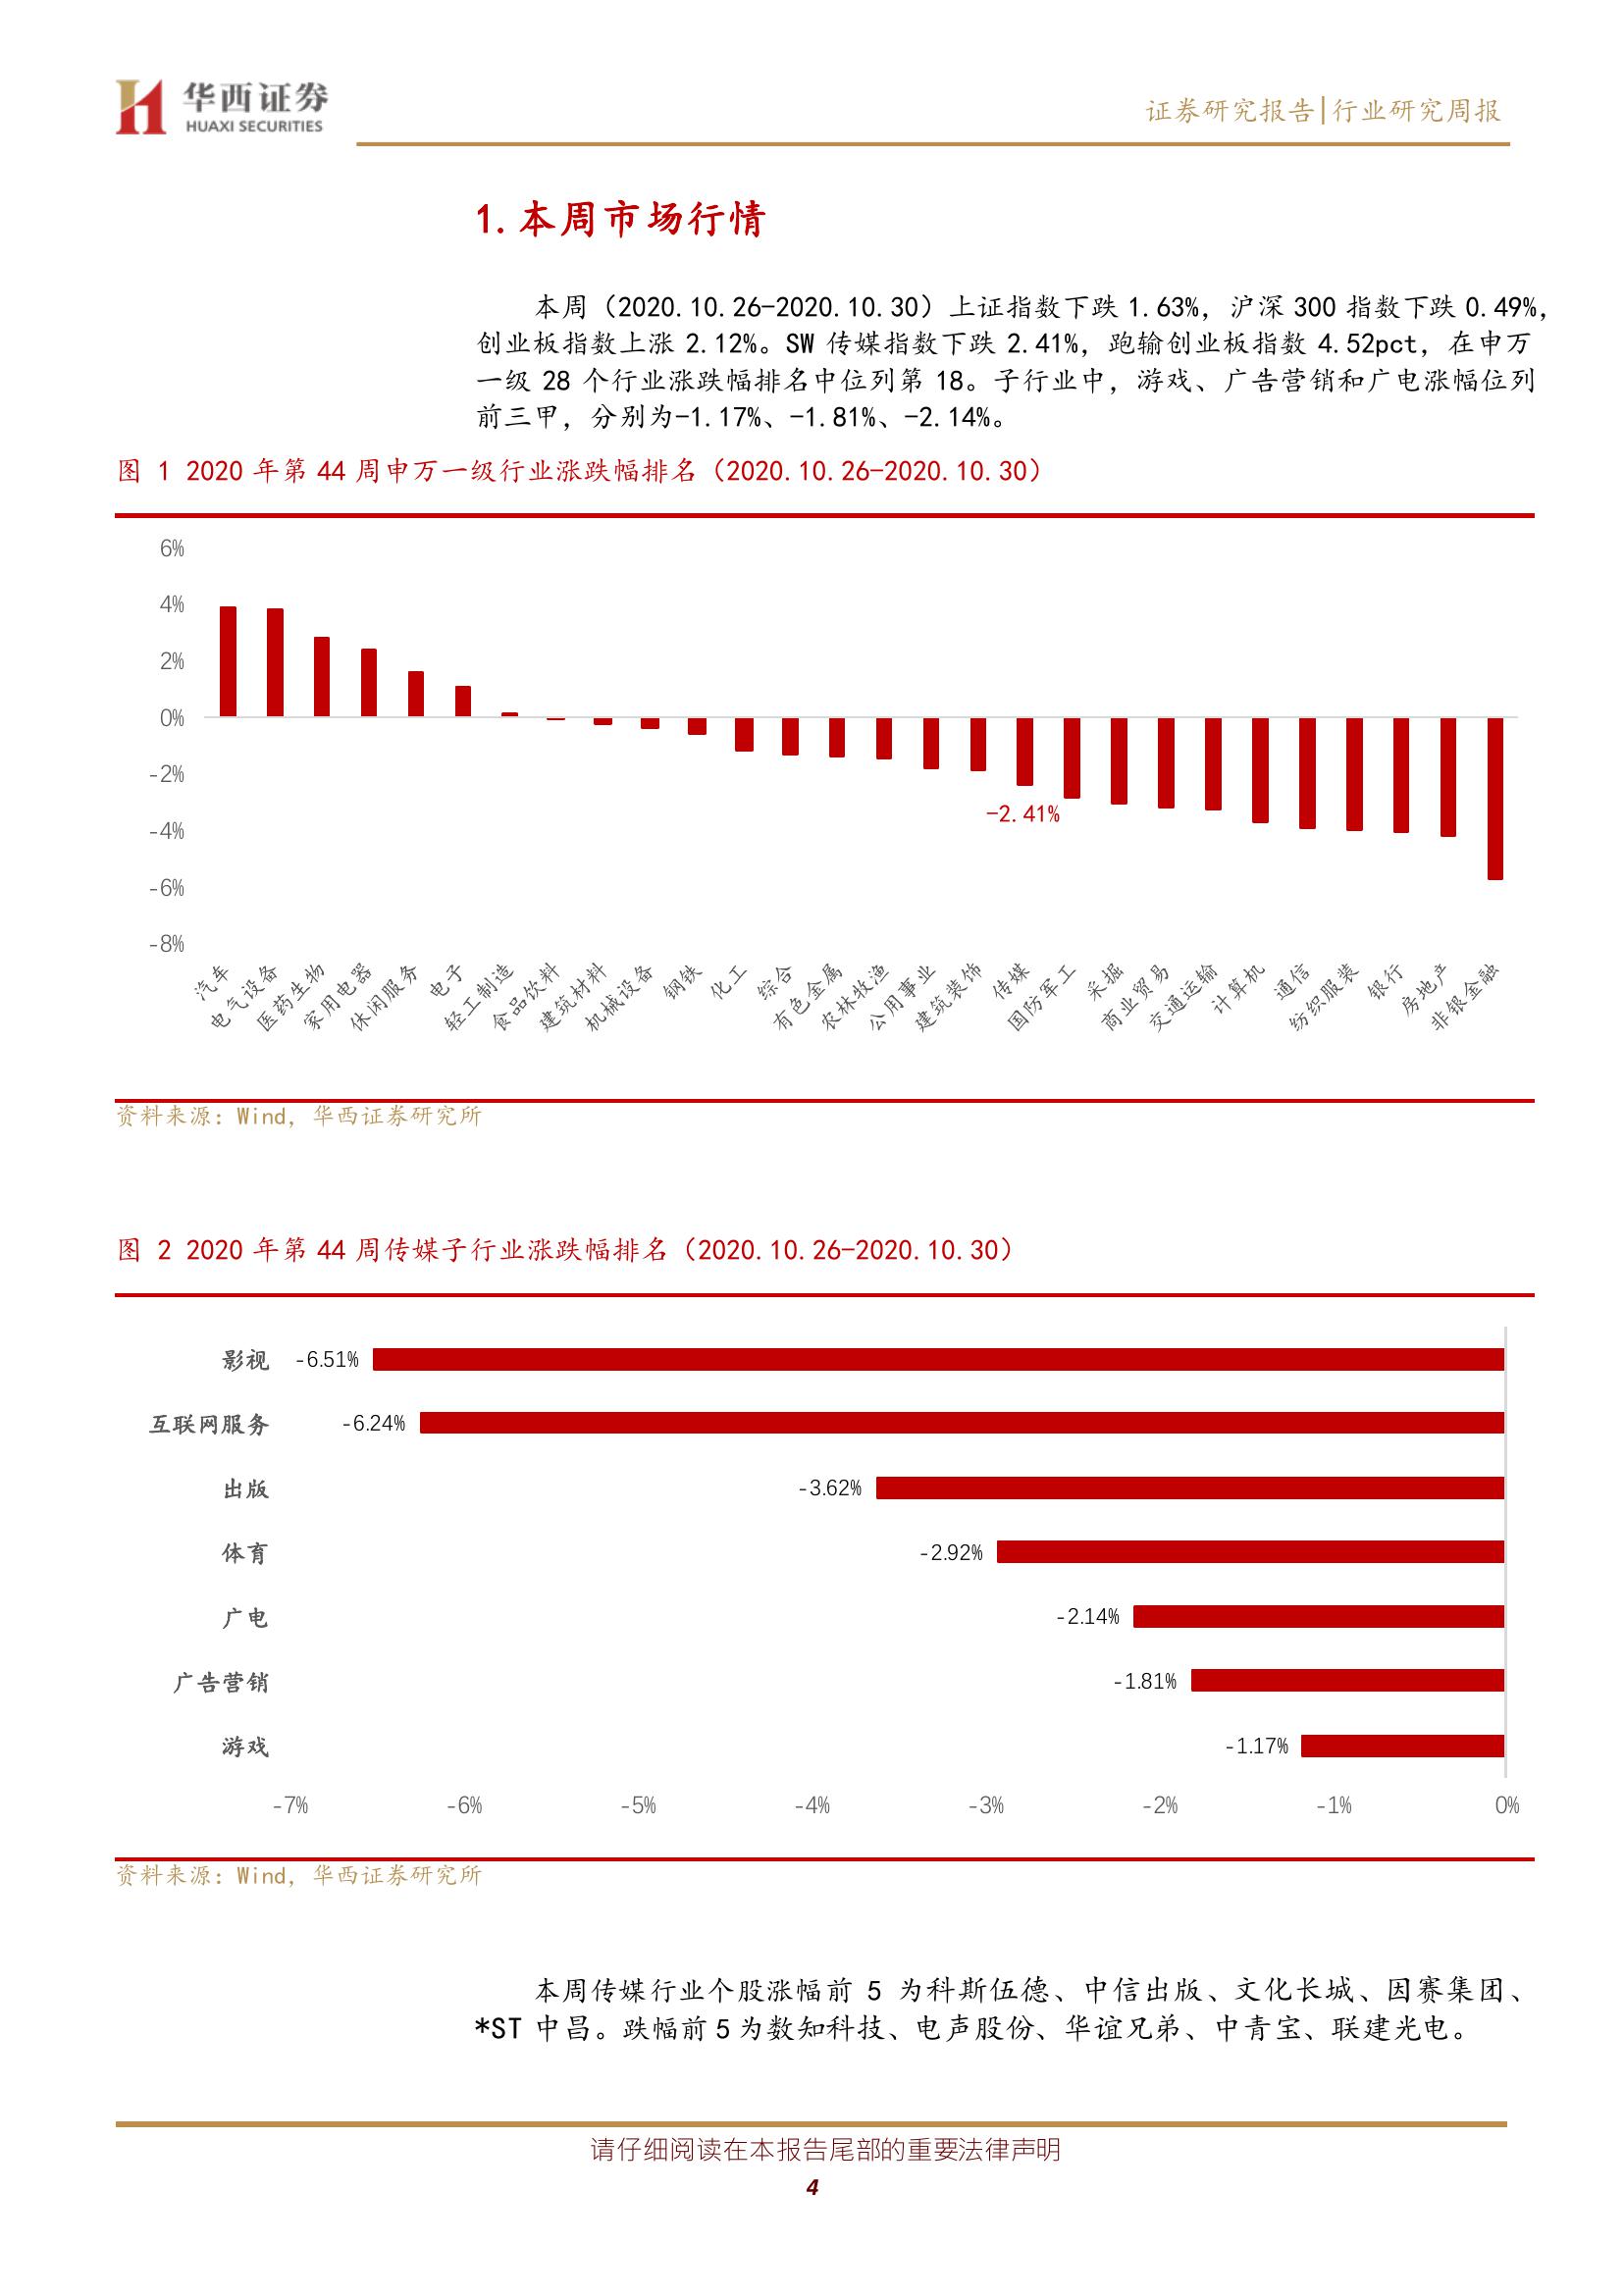 华西证券
HUAXI SECURITIES
证券研究报告|行业研究周报
1.本周市场行情
本周（2020.10.26-2020.10.30）上证指数下跌 1.63%，沪深 300 指数下跌 0.49%，
创业板指数上涨 2.12%。SW 传媒指数下跌 2.41%，跑输创业板指数 4.52pct，在申万
一级 28 个行业涨跌幅排名中位列第 18。子行业中，游戏、广告营销和广电涨幅位列
前三甲，分别为-1.17%、-1.81%、-2.14%。
图 1 2020 年第 44 周申万一级行业涨跌幅排名（2020.10.26-2020.10.30）
6%
4%
2%
0%
-2%
-4%
-6%
-8%
-2.41%
汽车
电气设备
医药生物
家用电器
休闲服务
电子
轻工制造
食品饮料
建筑材料
机械设备
钢铁
化工
综合
有色金属
农林牧渔
公用事业
建筑装饰
传媒
国防军工
采掘
商业贸易
交通运输
计算机
通信
纺织服装
银行
房地产
非银金融
资料来源：Wind，华西证券研究所
图 2 2020 年第 44 周传媒子行业涨跌幅排名（2020.10.26-2020.10.30）
影视 -6.51%
互联网服务 -6.24%
出版 -3.62%
体育 -2.92%
广电 -2.14%
广告营销 -1.81%
游戏 -1.17%
-7% -6% -5% -4% -3% -2% -1% 0%
资料来源：Wind，华西证券研究所
本周传媒行业个股涨幅前 5 为科斯伍德、中信出版、文化长城、因赛集团、
*ST 中昌。跌幅前 5 为数知科技、电声股份、华谊兄弟、中青宝、联建光电。
请仔细阅读在本报告尾部的重要法律声明
4